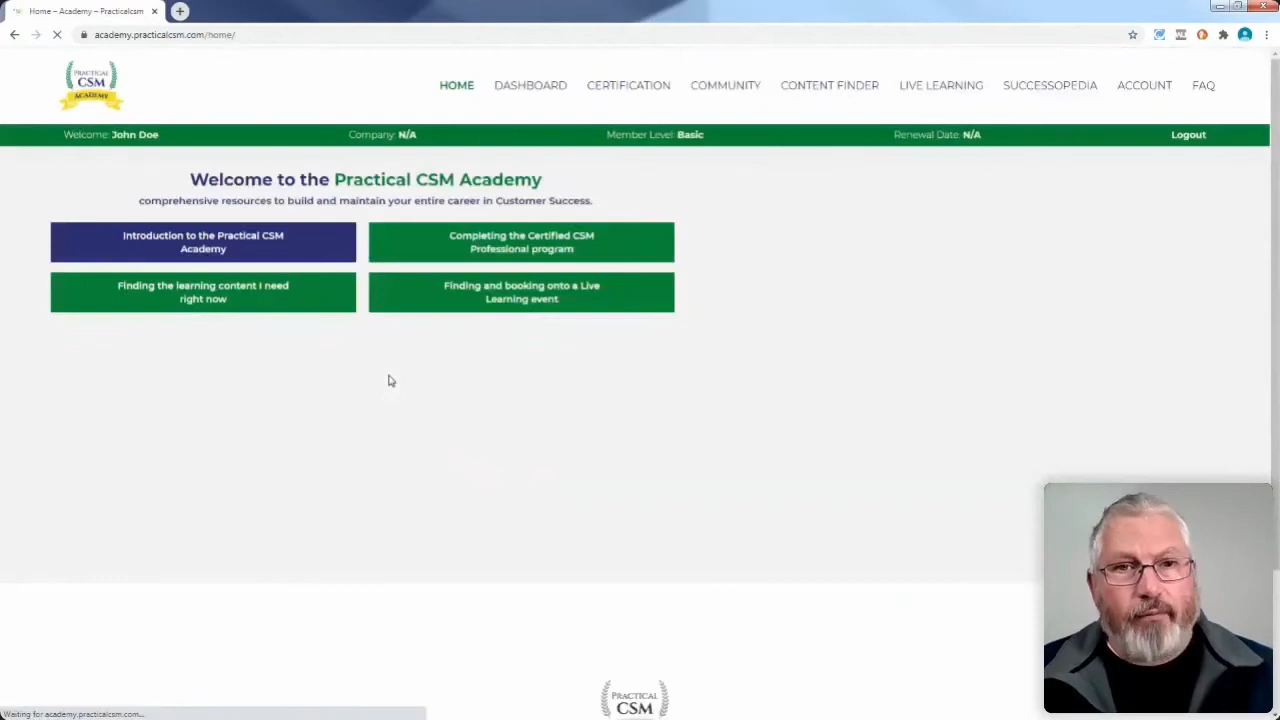 Home – Academy – Practicalcsm
academy.practicalcsm.com/home/
PRACTICAL
CSM
ACADEMY
HOME DASHBOARD CERTIFICATION COMMUNITY CONTENT FINDER LIVE LEARNING SUCCESSOPEDIA ACCOUNT FAQ
Welcome: John Doe Company: N/A Member Level: Basic Renewal Date: N/A Logout
Welcome to the Practical CSM Academy
comprehensive resources to build and maintain your entire career in Customer Success.
Introduction to the Practical CSM
Academy
Completing the Certified CSM
Professional program
Finding the learning content I need
right now
Finding and booking onto a Live
Learning event
PRACTICAL
CSM
Waiting for academy.practicalcsm.com...